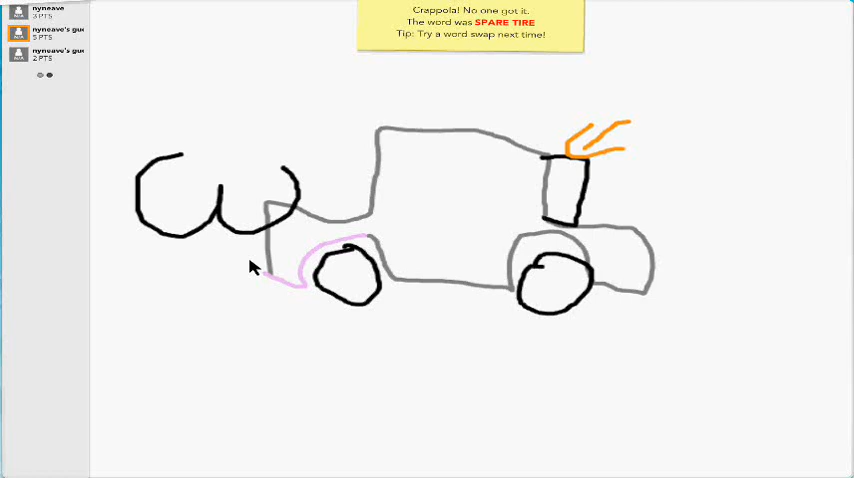 nyneave
3 PTS
nyneave's gue
5 PTS
nyneave's gue
2 PTS
Crappola! No one got it.
The word was SPARE TIRE
Tip: Try a word swap next time!